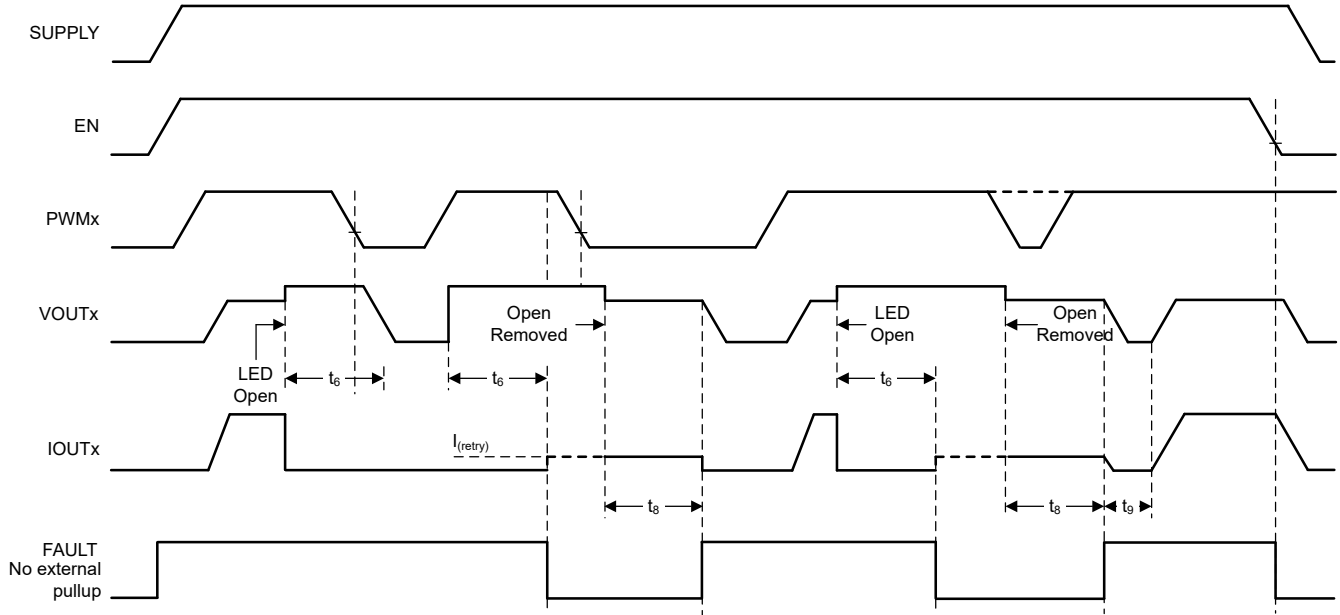 SUPPLY
EN
PWMx
VOUTx
LED
Open
t6
t6
Open
Removed
LED
Open
t6
Open
Removed
IOUTx
I(retry)
t8
t8
t9
FAULT
No external
pullup